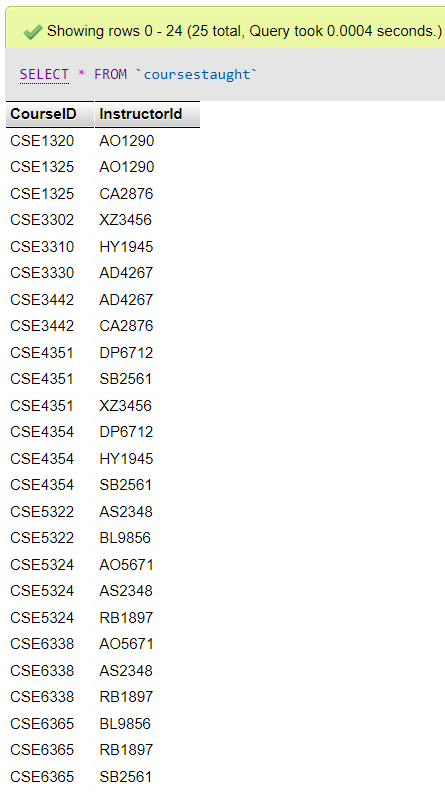 Showing rows 0 - 24 (25 total, Query took 0.0004 seconds.)
SELECT * FROM `coursestaught`
CourseID InstructorId
CSE1320 AO1290
CSE1325 AO1290
CSE1325 CA2876
CSE3302 XZ3456
CSE3310 HY1945
CSE3330 AD4267
CSE3442 AD4267
CSE3442 CA2876
CSE4351 DP6712
CSE4351 SB2561
CSE4351 XZ3456
CSE4354 DP6712
CSE4354 HY1945
CSE4354 SB2561
CSE5322 AS2348
CSE5322 BL9856
CSE5324 AO5671
CSE5324 AS2348
CSE5324 RB1897
CSE6338 AO5671
CSE6338 AS2348
CSE6338 RB1897
CSE6365 BL9856
CSE6365 RB1897
CSE6365 SB2561